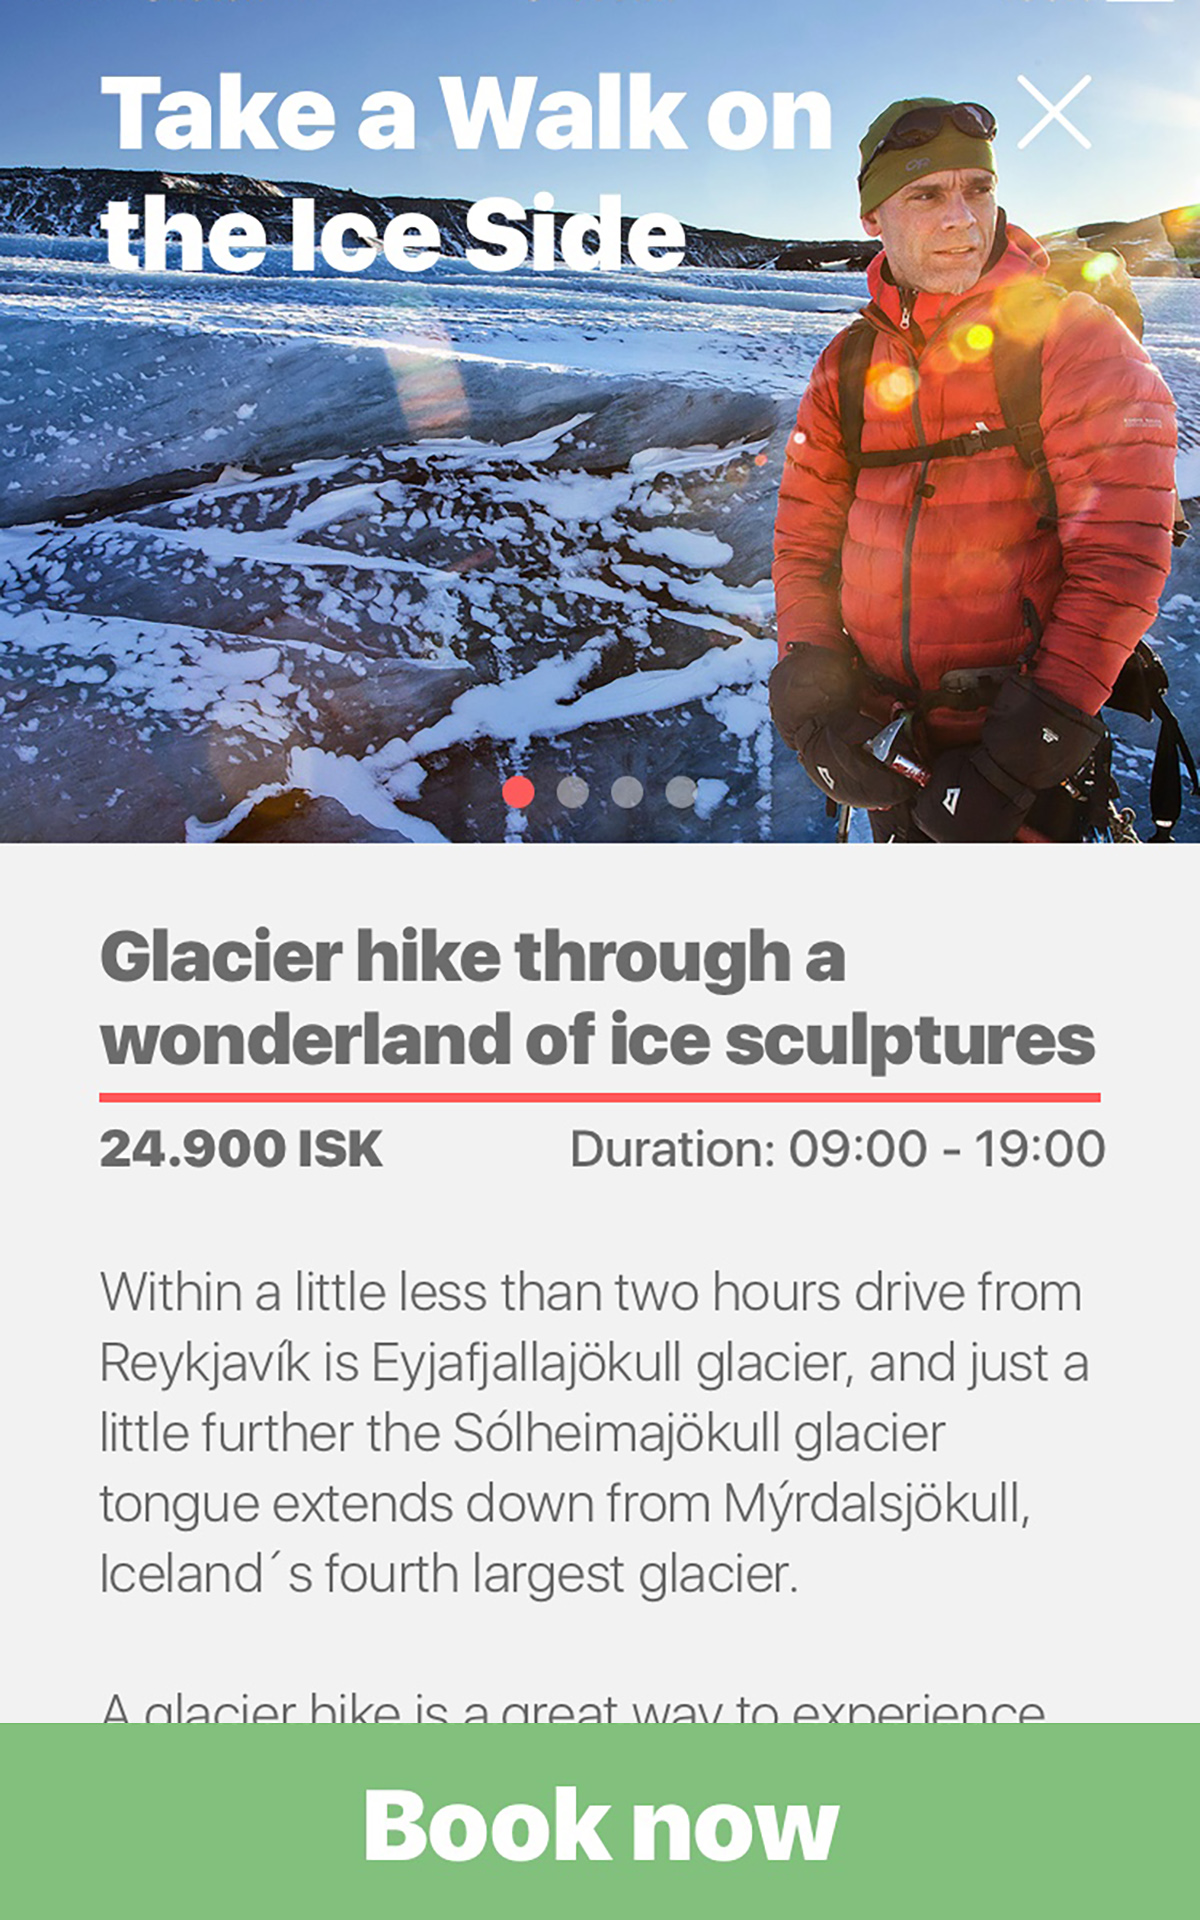 Take a Walk on
the Ice Side
Glacier hike through a
wonderland of ice sculptures
24.900 ISK
Duration: 09:00 - 19:00
Within a little less than two hours drive from
Reykjavík is Eyjafjallajökull glacier, and just a
little further the Sólheimajökull glacier
tongue extends down from Mýrdalsjökull,
Iceland´s fourth largest glacier.
A glacier hike is a great way to experience
Book now